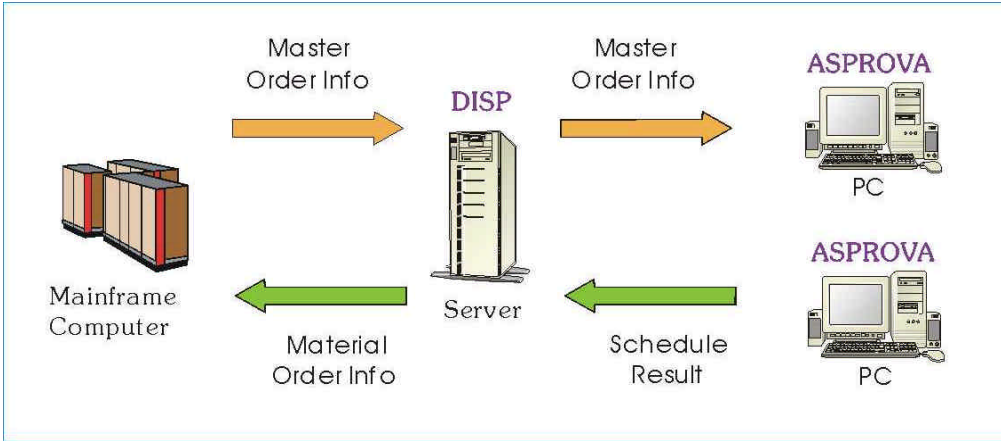 Master
Order Info
Master
Order Info
ASPROVA
DISP
PC
ASPROVA
Mainframe
Computer
Server
Material
Order Info
Schedule
Result
PC